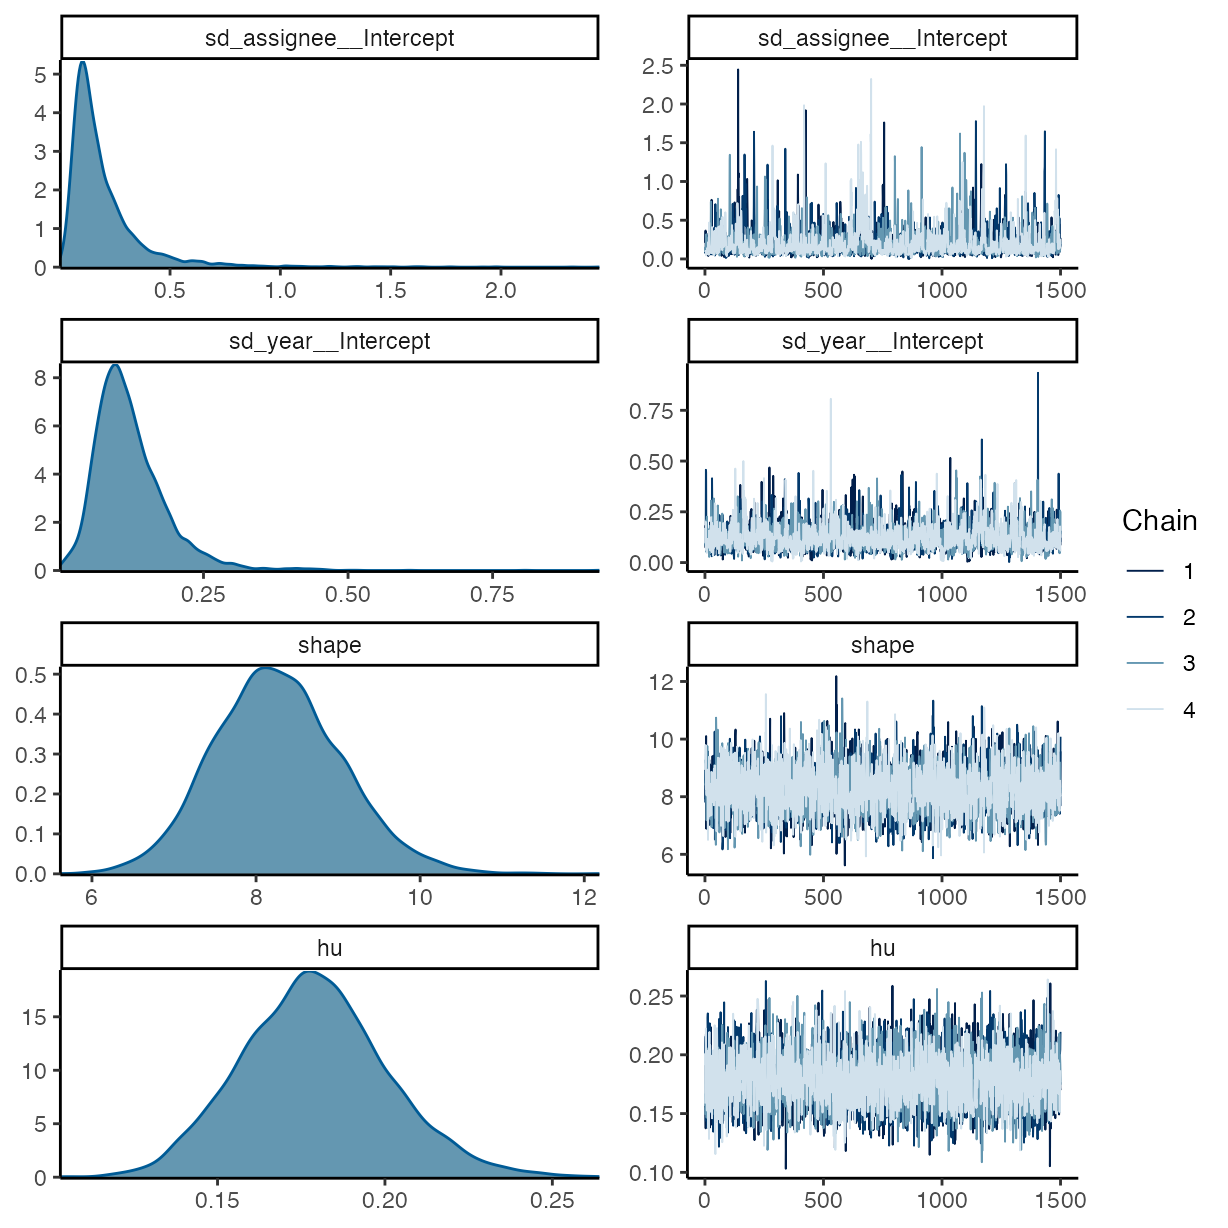 sd_assignee__Intercept
5
4
3
2
1
0
0.5 1.0 1.5 2.0
sd_assignee__Intercept
2.5
2.0
1.5
1.0
0.5
0.0
0 500 1000 1500
sd_year__Intercept
8
6
4
2
0
0.25 0.50 0.75
sd_year__Intercept
0.75
0.50
0.25
0.00
0 500 1000 1500
shape
0.5
0.4
0.3
0.2
0.1
0.0
6 8 10 12
shape
12
10
8
6
0 500 1000 1500
hu
15
10
5
0
0.15 0.20 0.25
hu
0.25
0.20
0.15
0.10
0 500 1000 1500
Chain
1
2
3
4